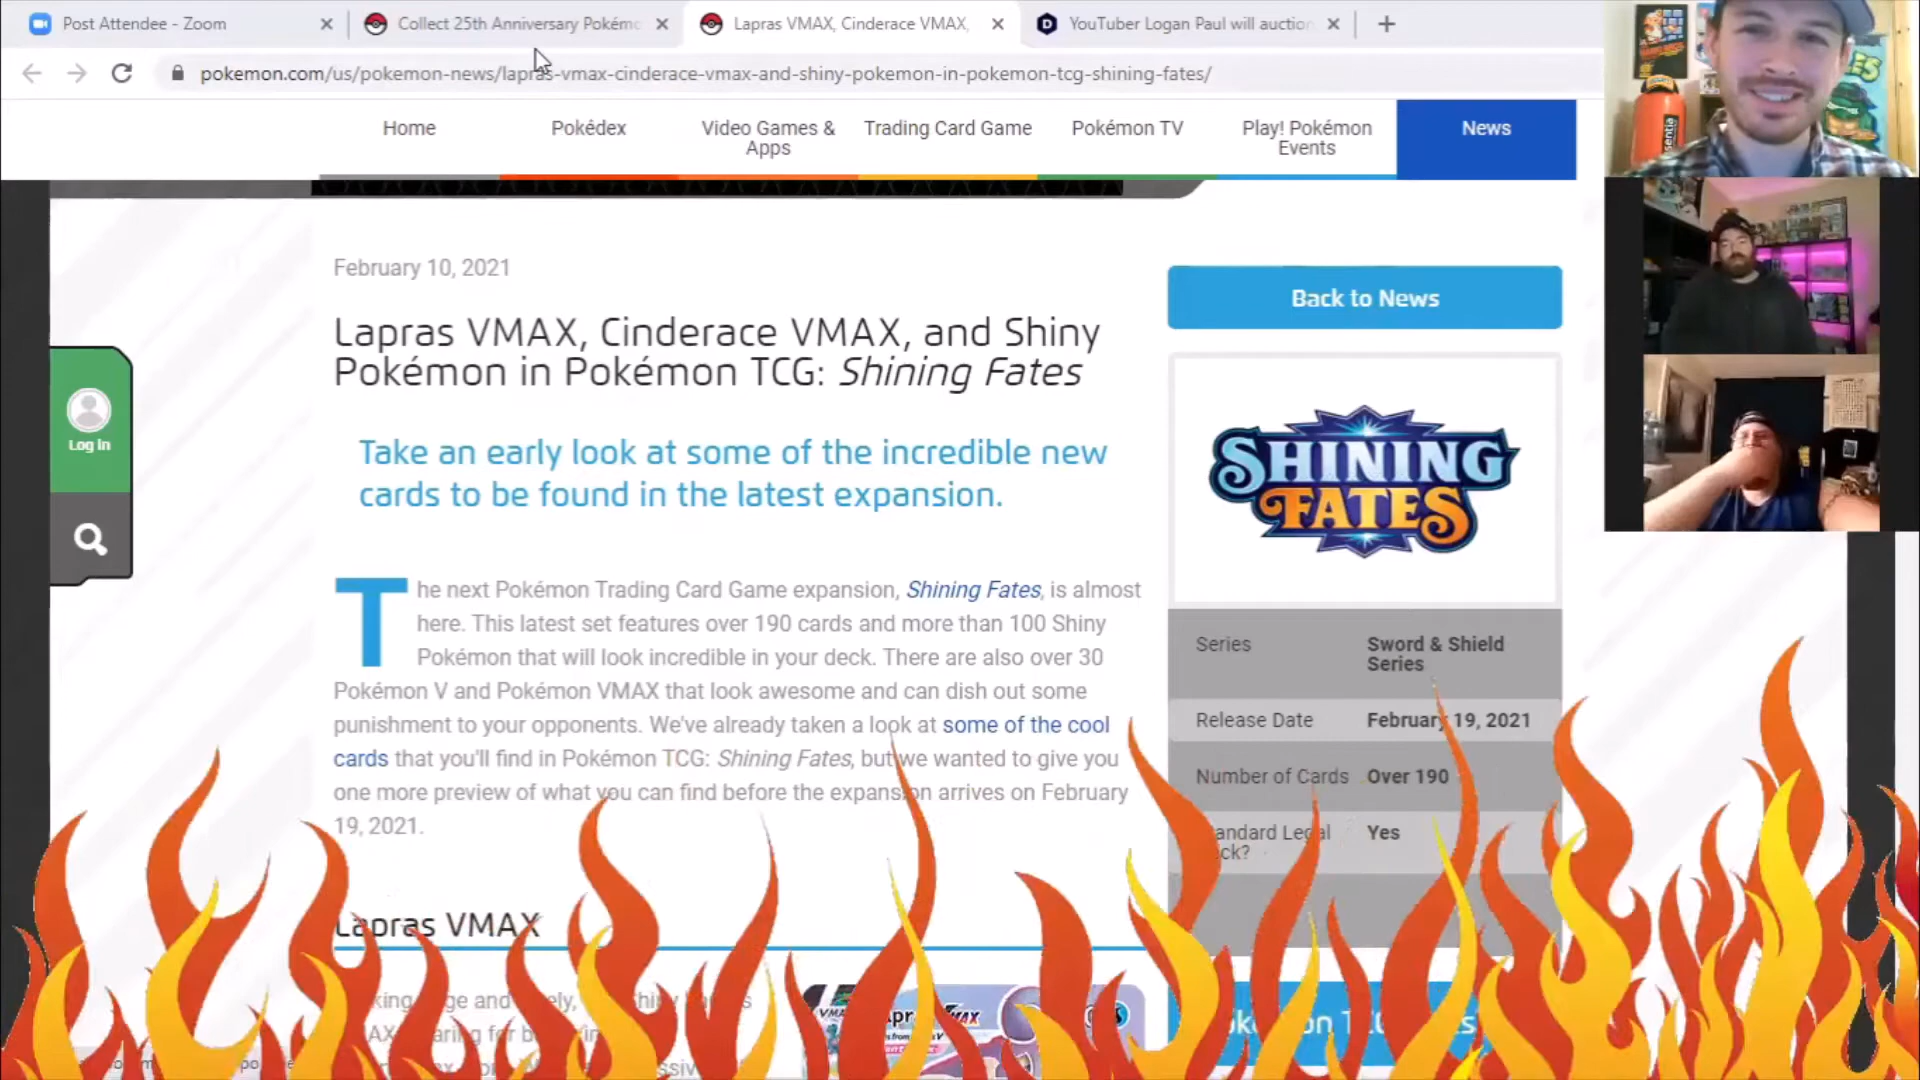 Post Attendee - Zoom
Collect 25th Anniversary Pokémo
Lapras VMAX, Cinderace VMAX,
YouTuber Logan Paul will auction
pokemon.com/us/pokemon-news/lapras-vmax-cinderace-vmax-and-shiny-pokemon-in-pokemon-tcg-shining-fates/
Home
Pokédex
Video Games &
Apps
Trading Card Game
Pokémon TV
Play! Pokémon
Events
News
February 10, 2021
Lapras VMAX, Cinderace VMAX, and Shiny
Pokémon in Pokémon TCG: Shining Fates
Take an early look at some of the incredible new
cards to be found in the latest expansion.
The next Pokémon Trading Card Game expansion, Shining Fates, is almost
here. This latest set features over 190 cards and more than 100 Shiny
Pokémon that will look incredible in your deck. There are also over 30
Pokémon V and Pokémon VMAX that look awesome and can dish out some
punishment to your opponents. We've already taken a look at some of the cool
cards that you'll find in Pokémon TCG: Shining Fates, but we wanted to give you
one more preview of what you can find before the expansion arrives on February
19, 2021.
Lapras VMAX
Log in
Back to News
SHINING
FATES
Series
Sword & Shield
Series
Release Date
February 19, 2021
Number of Cards
Over 190
Legal
Yes